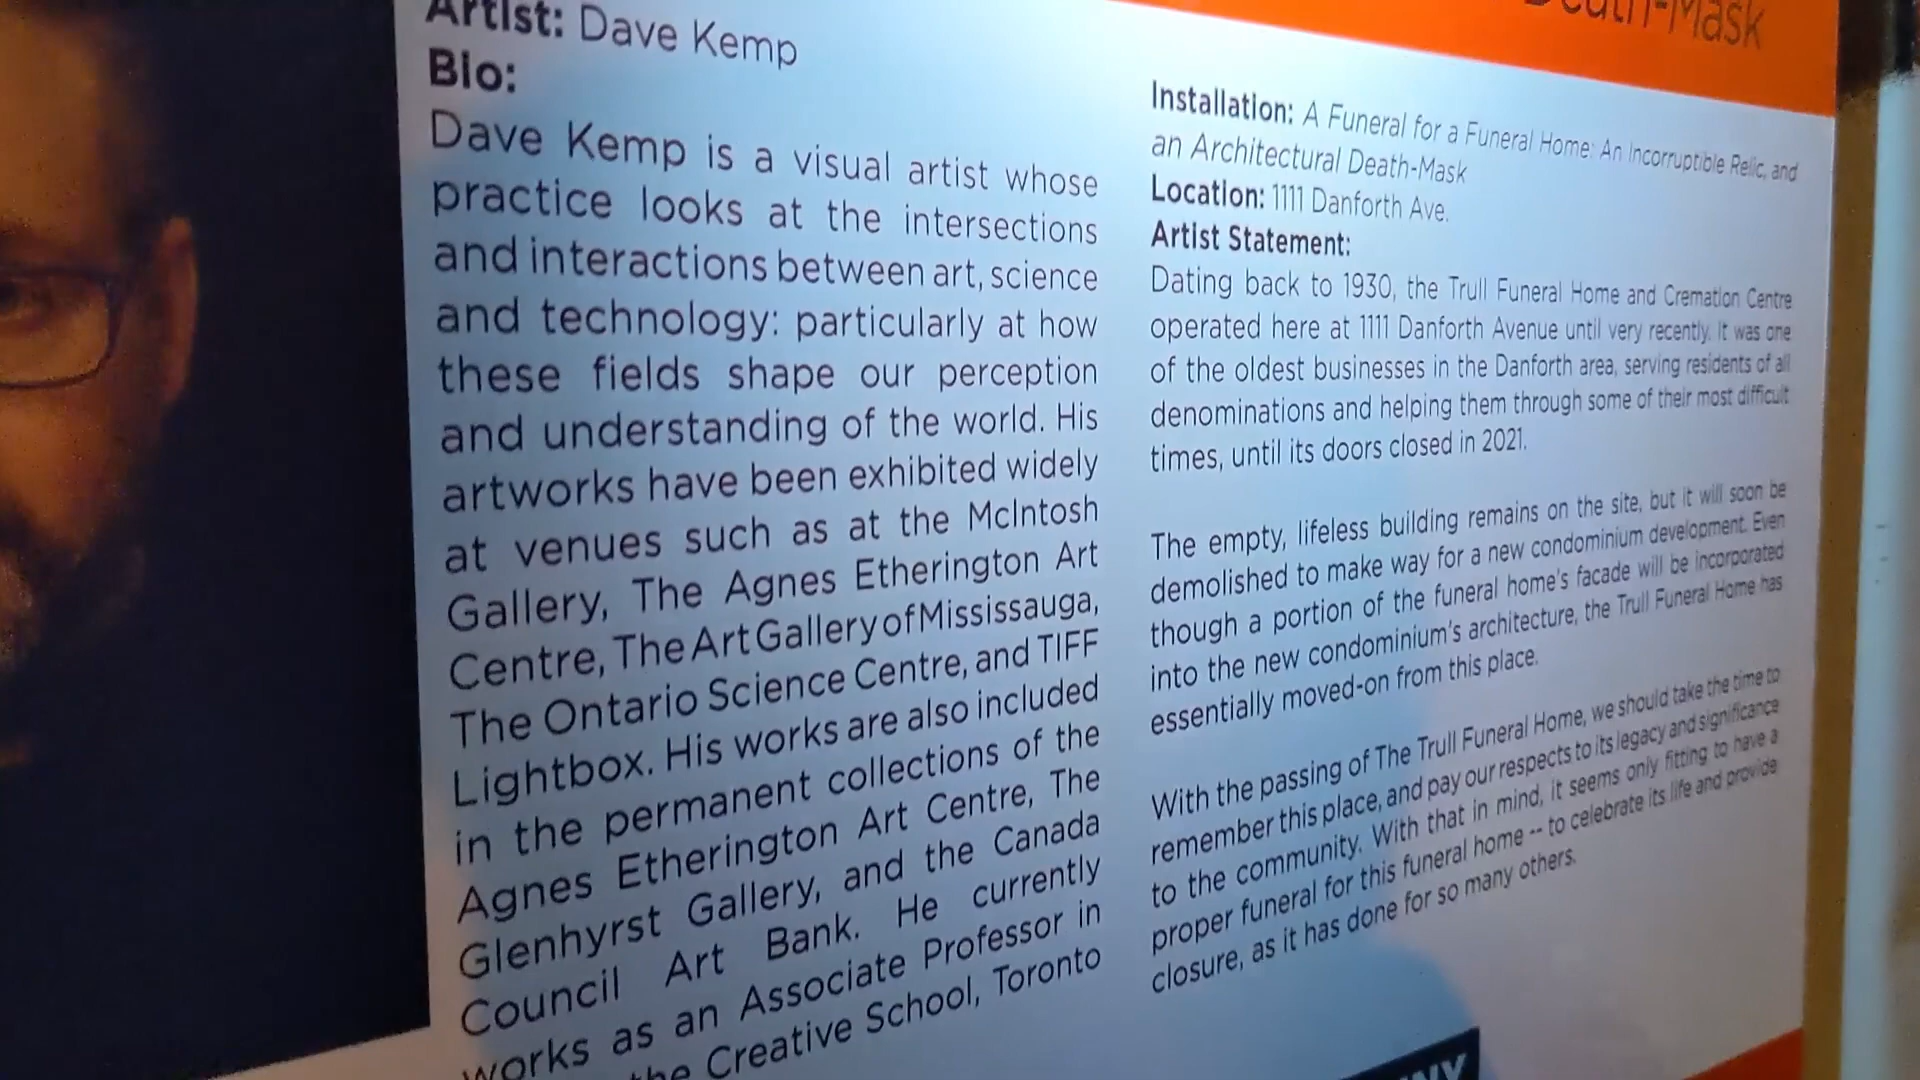 Artist: Dave Kemp
Bio:
Dave Kemp is a visual artist whose
practice looks at the intersections
and interactions between art, science
and technology: particularly at how
these fields shape our perception
and understanding of the world. His
artworks have been exhibited widely
at venues such as at the McIntosh
Gallery, The Agnes Etherington Art
Centre, The Art Gallery of Mississauga,
The Ontario Science Centre, and TIFF
Lightbox. His works are also included
in the permanent collections of the
Agnes Etherington Art Centre, The
Glenhyrst Gallery, and the Canada
Council Art Bank. He currently
works as an Associate Professor in
the Creative School, Toronto
Death-Mask
Installation: A Funeral for a Funeral Home: An Incorruptible Relic, and
an Architectural Death-Mask
Location: 1111 Danforth Ave.
Artist Statement:
Dating back to 1930, the Trull Funeral Home and Cremation Centre
operated here at 1111 Danforth Avenue until very recently. It was one
of the oldest businesses in the Danforth area, serving residents of all
denominations and helping them through some of their most difficult
times, until its doors closed in 2021.
The empty, lifeless building remains on the site, but it will soon be
demolished to make way for a new condominium development. Even
though a portion of the funeral home's facade will be incorporated
into the new condominium's architecture, the Trull Funeral Home has
essentially moved-on from this place.
With the passing of The Trull Funeral Home, we should take the time to
remember this place, and pay our respects to its legacy and significance
to the community. With that in mind, it seems only fitting to have a
proper funeral for this funeral home -- to celebrate its life and provide
closure, as it has done for so many others.